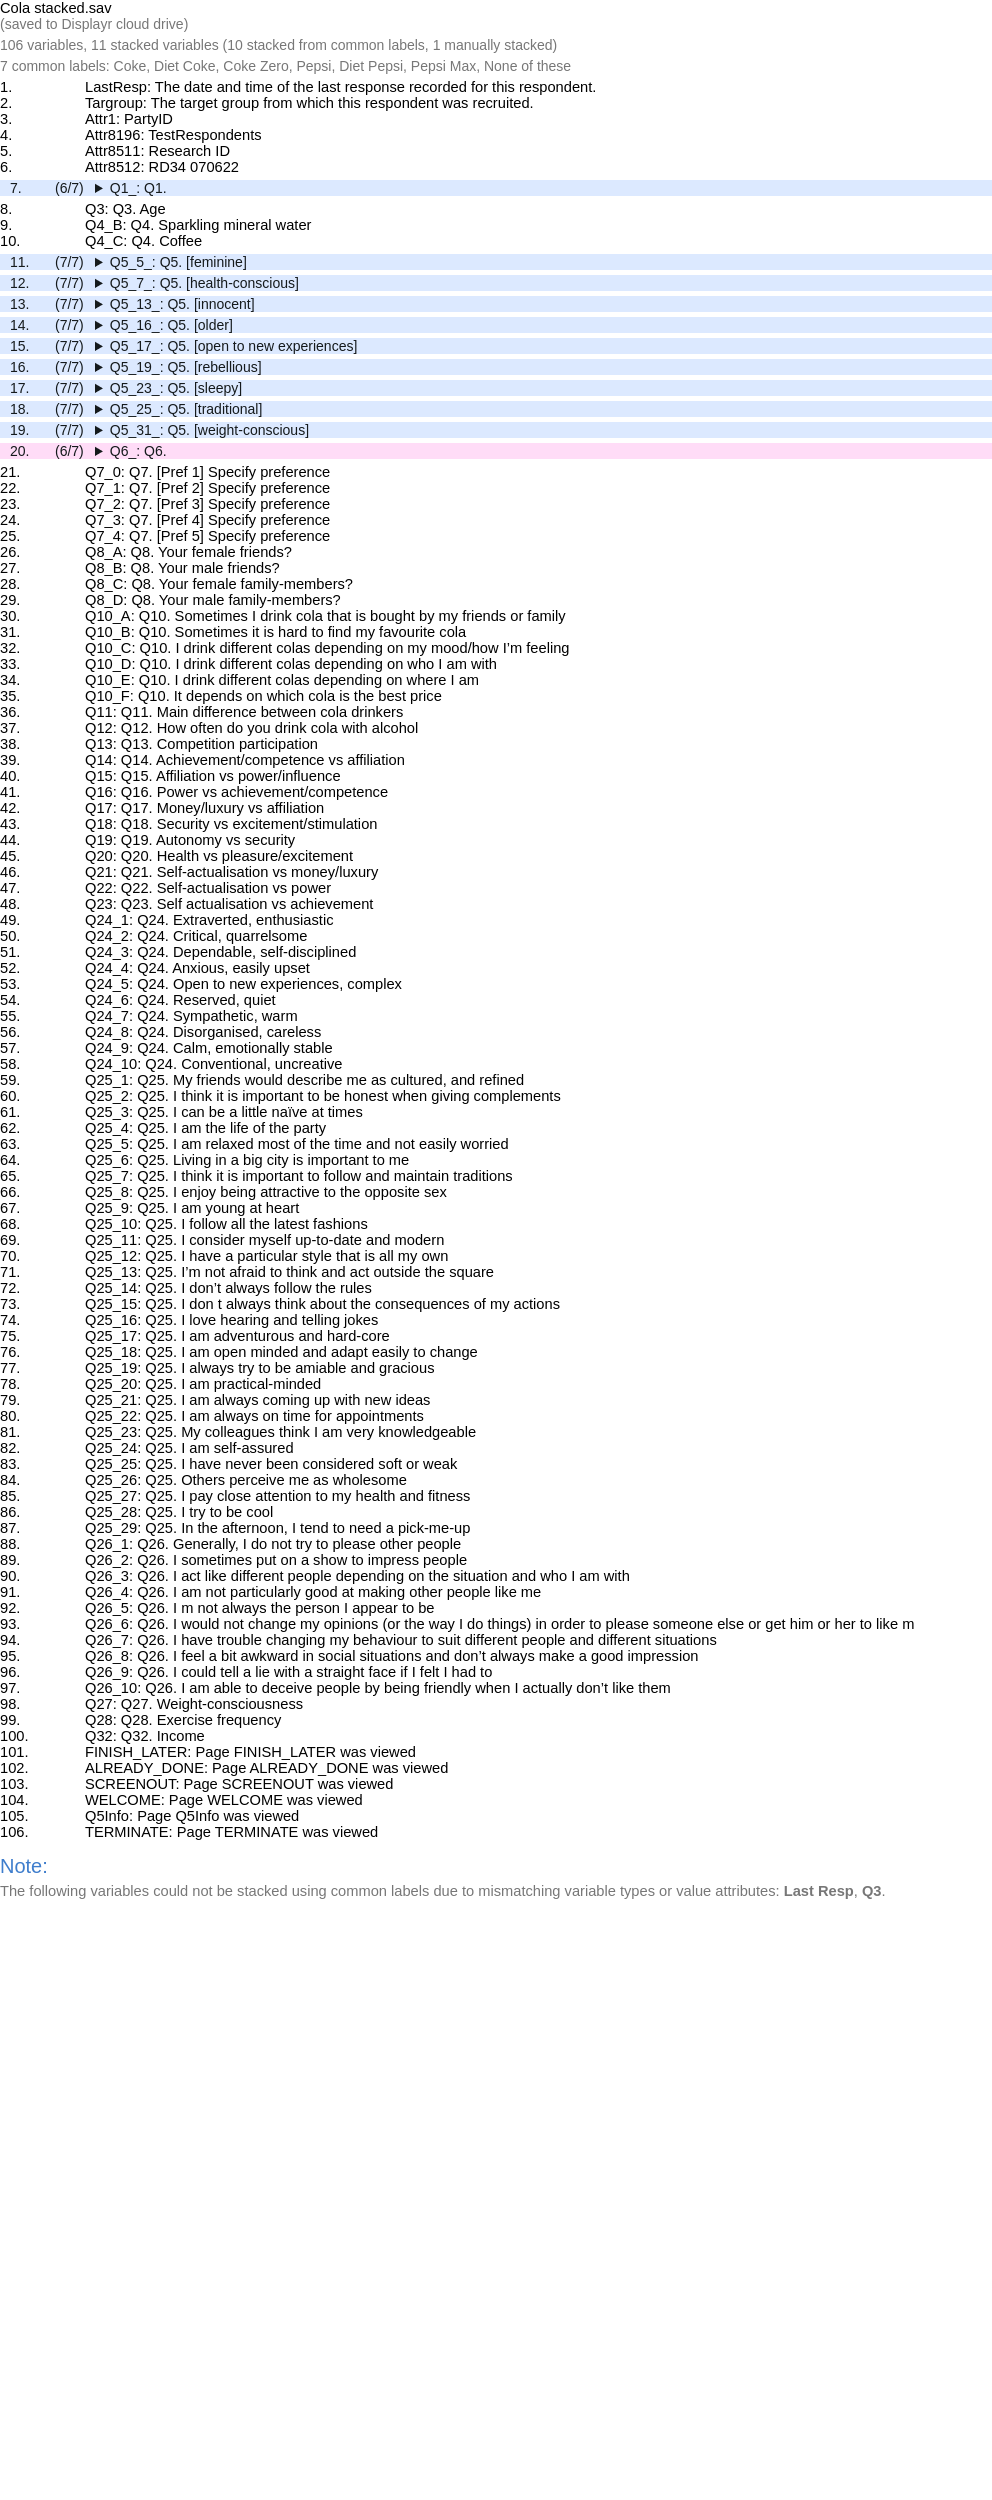 Cola stacked.sav
(saved to Displayr cloud drive)
106 variables, 11 stacked variables (10 stacked from common labels, 1 manually stacked)
7 common labels: Coke, Diet Coke, Coke Zero, Pepsi, Diet Pepsi, Pepsi Max, None of these
1. LastResp: The date and time of the last response recorded for this respondent.
2. Targroup: The target group from which this respondent was recruited.
3. Attr1: PartyID
4. Attr8196: TestRespondents
5. Attr8511: Research ID
6. Attr8512: RD34 070622
7. (6/7) ▶ Q1_: Q1.
8. Q3: Q3. Age
9. Q4_B: Q4. Sparkling mineral water
10. Q4_C: Q4. Coffee
11. (7/7) ▶ Q5_5_: Q5. [feminine]
12. (7/7) ▶ Q5_7_: Q5. [health-conscious]
13. (7/7) ▶ Q5_13_: Q5. [innocent]
14. (7/7) ▶ Q5_16_: Q5. [older]
15. (7/7) ▶ Q5_17_: Q5. [open to new experiences]
16. (7/7) ▶ Q5_19_: Q5. [rebellious]
17. (7/7) ▶ Q5_23_: Q5. [sleepy]
18. (7/7) ▶ Q5_25_: Q5. [traditional]
19. (7/7) ▶ Q5_31_: Q5. [weight-conscious]
20. (6/7) ▶ Q6_: Q6.
21. Q7_0: Q7. [Pref 1] Specify preference
22. Q7_1: Q7. [Pref 2] Specify preference
23. Q7_2: Q7. [Pref 3] Specify preference
24. Q7_3: Q7. [Pref 4] Specify preference
25. Q7_4: Q7. [Pref 5] Specify preference
26. Q8_A: Q8. Your female friends?
27. Q8_B: Q8. Your male friends?
28. Q8_C: Q8. Your female family-members?
29. Q8_D: Q8. Your male family-members?
30. Q10_A: Q10. Sometimes I drink cola that is bought by my friends or family
31. Q10_B: Q10. Sometimes it is hard to find my favourite cola
32. Q10_C: Q10. I drink different colas depending on my mood/how I’m feeling
33. Q10_D: Q10. I drink different colas depending on who I am with
34. Q10_E: Q10. I drink different colas depending on where I am
35. Q10_F: Q10. It depends on which cola is the best price
36. Q11: Q11. Main difference between cola drinkers
37. Q12: Q12. How often do you drink cola with alcohol
38. Q13: Q13. Competition participation
39. Q14: Q14. Achievement/competence vs affiliation
40. Q15: Q15. Affiliation vs power/influence
41. Q16: Q16. Power vs achievement/competence
42. Q17: Q17. Money/luxury vs affiliation
43. Q18: Q18. Security vs excitement/stimulation
44. Q19: Q19. Autonomy vs security
45. Q20: Q20. Health vs pleasure/excitement
46. Q21: Q21. Self-actualisation vs money/luxury
47. Q22: Q22. Self-actualisation vs power
48. Q23: Q23. Self actualisation vs achievement
49. Q24_1: Q24. Extraverted, enthusiastic
50. Q24_2: Q24. Critical, quarrelsome
51. Q24_3: Q24. Dependable, self-disciplined
52. Q24_4: Q24. Anxious, easily upset
53. Q24_5: Q24. Open to new experiences, complex
54. Q24_6: Q24. Reserved, quiet
55. Q24_7: Q24. Sympathetic, warm
56. Q24_8: Q24. Disorganised, careless
57. Q24_9: Q24. Calm, emotionally stable
58. Q24_10: Q24. Conventional, uncreative
59. Q25_1: Q25. My friends would describe me as cultured, and refined
60. Q25_2: Q25. I think it is important to be honest when giving complements
61. Q25_3: Q25. I can be a little naïve at times
62. Q25_4: Q25. I am the life of the party
63. Q25_5: Q25. I am relaxed most of the time and not easily worried
64. Q25_6: Q25. Living in a big city is important to me
65. Q25_7: Q25. I think it is important to follow and maintain traditions
66. Q25_8: Q25. I enjoy being attractive to the opposite sex
67. Q25_9: Q25. I am young at heart
68. Q25_10: Q25. I follow all the latest fashions
69. Q25_11: Q25. I consider myself up-to-date and modern
70. Q25_12: Q25. I have a particular style that is all my own
71. Q25_13: Q25. I’m not afraid to think and act outside the square
72. Q25_14: Q25. I don’t always follow the rules
73. Q25_15: Q25. I don t always think about the consequences of my actions
74. Q25_16: Q25. I love hearing and telling jokes
75. Q25_17: Q25. I am adventurous and hard-core
76. Q25_18: Q25. I am open minded and adapt easily to change
77. Q25_19: Q25. I always try to be amiable and gracious
78. Q25_20: Q25. I am practical-minded
79. Q25_21: Q25. I am always coming up with new ideas
80. Q25_22: Q25. I am always on time for appointments
81. Q25_23: Q25. My colleagues think I am very knowledgeable
82. Q25_24: Q25. I am self-assured
83. Q25_25: Q25. I have never been considered soft or weak
84. Q25_26: Q25. Others perceive me as wholesome
85. Q25_27: Q25. I pay close attention to my health and fitness
86. Q25_28: Q25. I try to be cool
87. Q25_29: Q25. In the afternoon, I tend to need a pick-me-up
88. Q26_1: Q26. Generally, I do not try to please other people
89. Q26_2: Q26. I sometimes put on a show to impress people
90. Q26_3: Q26. I act like different people depending on the situation and who I am with
91. Q26_4: Q26. I am not particularly good at making other people like me
92. Q26_5: Q26. I m not always the person I appear to be
93. Q26_6: Q26. I would not change my opinions (or the way I do things) in order to please someone else or get him or her to like m
94. Q26_7: Q26. I have trouble changing my behaviour to suit different people and different situations
95. Q26_8: Q26. I feel a bit awkward in social situations and don’t always make a good impression
96. Q26_9: Q26. I could tell a lie with a straight face if I felt I had to
97. Q26_10: Q26. I am able to deceive people by being friendly when I actually don’t like them
98. Q27: Q27. Weight-consciousness
99. Q28: Q28. Exercise frequency
100. Q32: Q32. Income
101. FINISH_LATER: Page FINISH_LATER was viewed
102. ALREADY_DONE: Page ALREADY_DONE was viewed
103. SCREENOUT: Page SCREENOUT was viewed
104. WELCOME: Page WELCOME was viewed
105. Q5Info: Page Q5Info was viewed
106. TERMINATE: Page TERMINATE was viewed
Note:
The following variables could not be stacked using common labels due to mismatching variable types or value attributes: Last Resp, Q3.